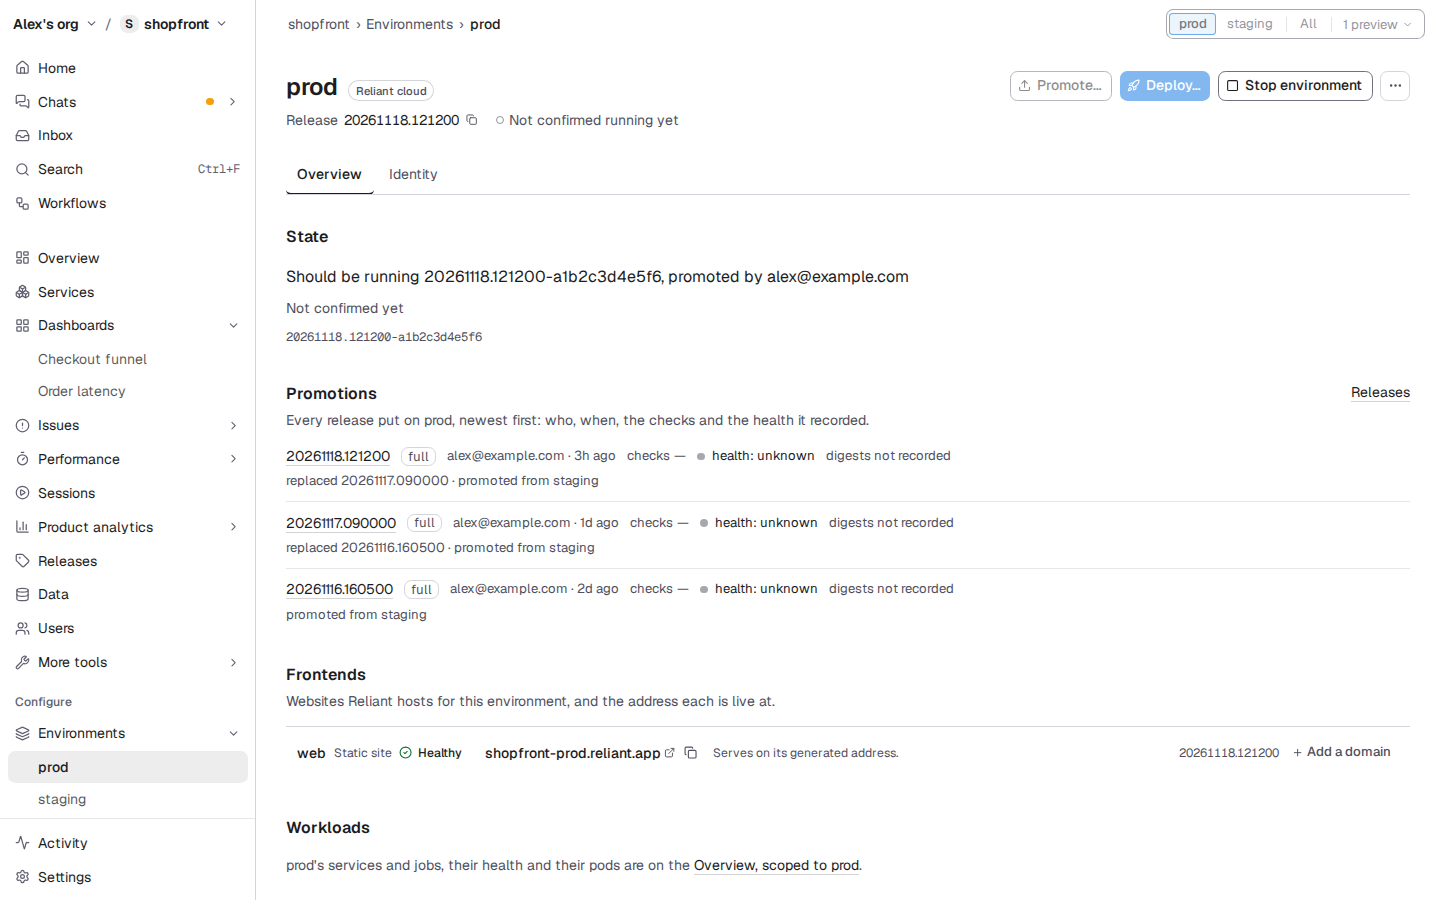 Alex's org / S shopfront
Home
Chats
Inbox
Search Ctrl+F
Workflows
Overview
Services
Dashboards
Checkout funnel
Order latency
Issues
Performance
Sessions
Product analytics
Releases
Data
Users
More tools
Configure
Environments
prod
staging
Activity
Settings
shopfront › Environments › prod
prod staging All 1 preview
prod Reliant cloud
Promote... Deploy... Stop environment
Release 20261118.121200 Not confirmed running yet
Overview Identity
State
Should be running 20261118.121200-a1b2c3d4e5f6, promoted by alex@example.com
Not confirmed yet
20261118.121200-a1b2c3d4e5f6
Promotions Releases
Every release put on prod, newest first: who, when, the checks and the health it recorded.
20261118.121200 full alex@example.com · 3h ago checks — health: unknown digests not recorded
replaced 20261117.090000 · promoted from staging
20261117.090000 full alex@example.com · 1d ago checks — health: unknown digests not recorded
replaced 20261116.160500 · promoted from staging
20261116.160500 full alex@example.com · 2d ago checks — health: unknown digests not recorded
promoted from staging
Frontends
Websites Reliant hosts for this environment, and the address each is live at.
web Static site Healthy shopfront-prod.reliant.app Serves on its generated address. 20261118.121200 + Add a domain
Workloads
prod's services and jobs, their health and their pods are on the Overview, scoped to prod.